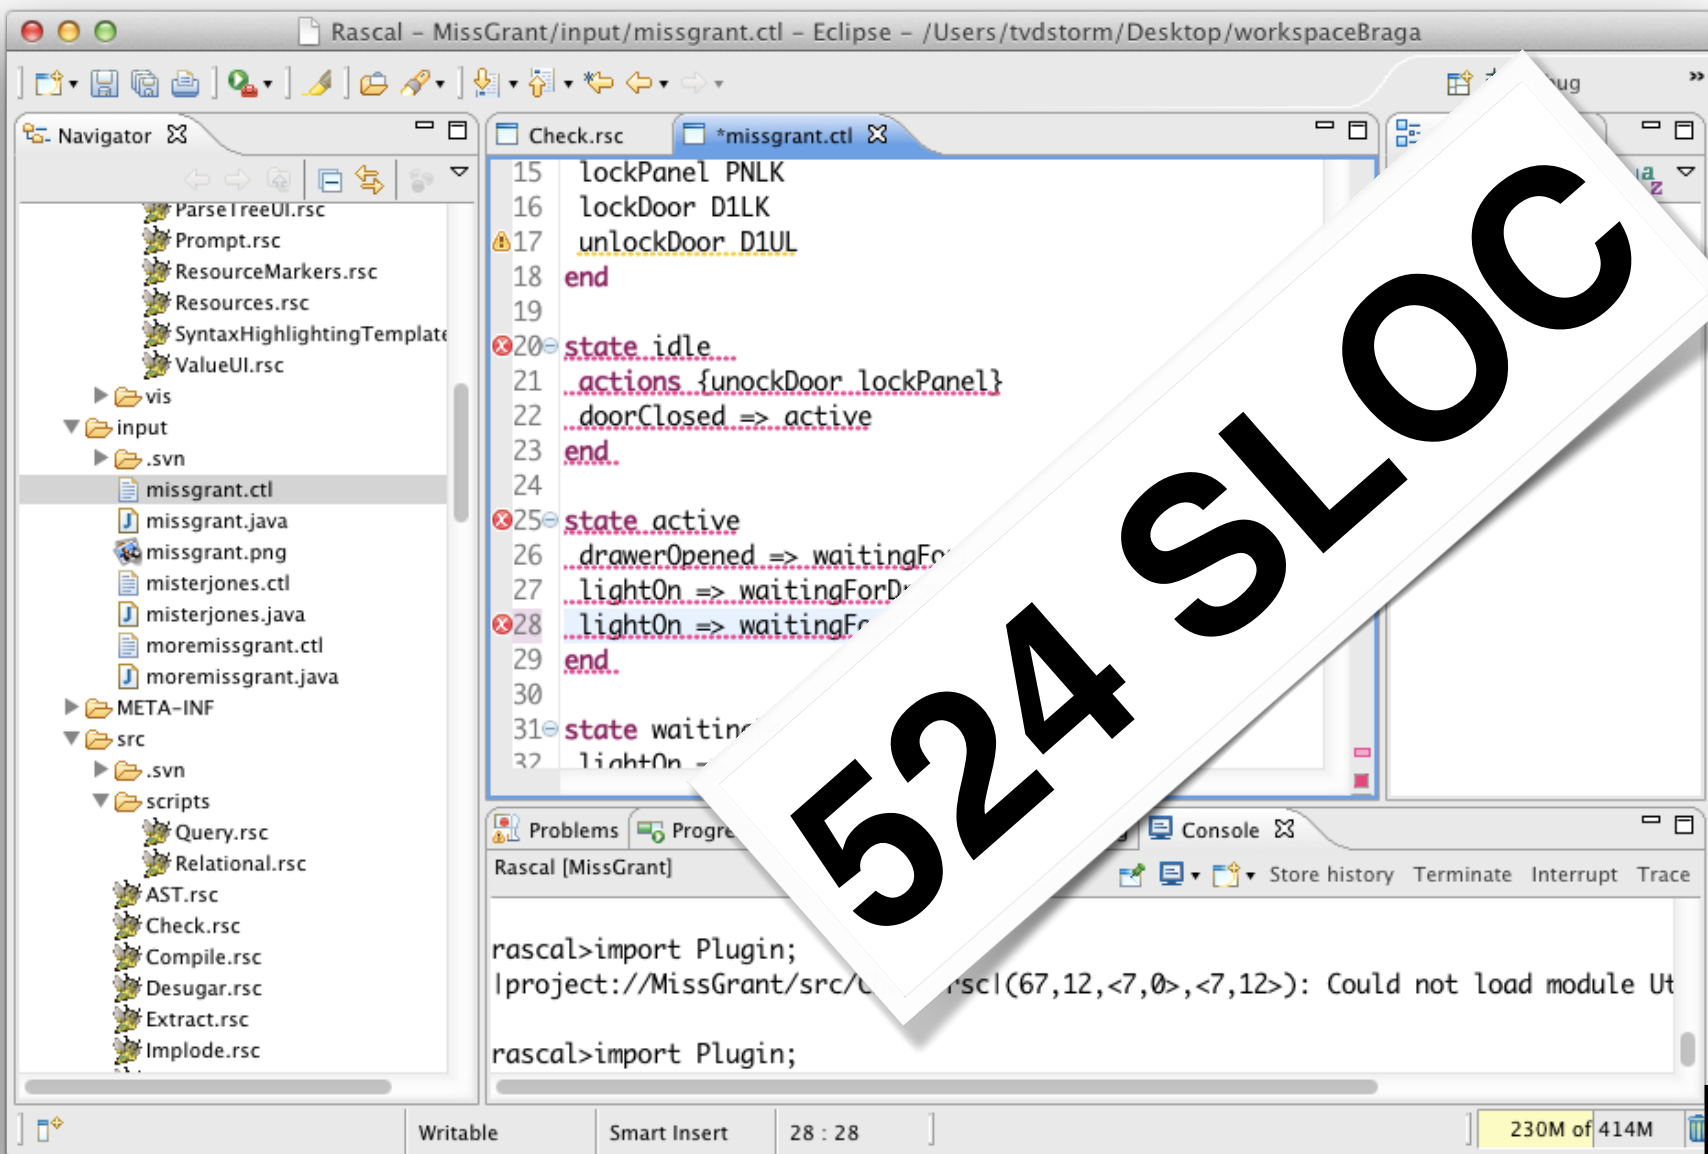 Rascal - MissGrant/input/missgrant.ctl - Eclipse - /Users/tvdstorm/Desktop/workspaceBraga
Navigator
ParseTreeUI.rsc
Prompt.rsc
ResourceMarkers.rsc
Resources.rsc
SyntaxHighlightingTemplate
ValueUI.rsc
vis
input
.svn
missgrant.ctl
missgrant.java
missgrant.png
misterjones.ctl
misterjones.java
moremissgrant.ctl
moremissgrant.java
META-INF
src
.svn
scripts
Query.rsc
Relational.rsc
AST.rsc
Check.rsc
Compile.rsc
Desugar.rsc
Extract.rsc
Implode.rsc
Check.rsc *missgrant.ctl
15 lockPanel PNLK
16 lockDoor D1LK
17 unlockDoor D1UL
18 end
19
20 state idle
21 actions {unockDoor lockPanel}
22 doorClosed => active
23 end
24
25 state active
26 drawerOpened => waitingFo
27 lightOn => waitingForDr
28 lightOn => waitingFo
29 end
30
31 state waiting
32 lightOn =
524 SLOC
Problems Progre Console
Rascal [MissGrant]
Store history Terminate Interrupt Trace
rascal>import Plugin;
|project://MissGrant/src/ rsc|(67,12,<7,0>,<7,12>): Could not load module Ut
rascal>import Plugin;
Writable Smart Insert 28 : 28 230M of 414M